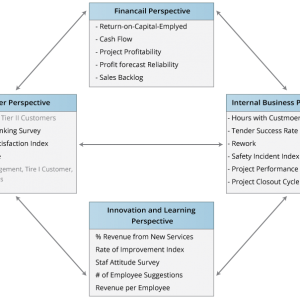 Financail Perspective
- Return-on-Capital-Emplyed
- Cash Flow
- Project Profitability
- Profit forecast Reliability
- Sales Backlog
er Perspective
Tier II Customers
nking Survey
tisfaction Index
gement, Tire I Customer,
Internal Business P
- Hours with Custmoer
- Tender Success Rate
- Rework
- Safety Incident Index
- Project Performance
- Project Closout Cycle
Innovation and Learning
Perspective
% Revenue from New Services
Rate of Improvement Index
Staf Attitude Survey
# of Employee Suggestions
Revenue per Employee